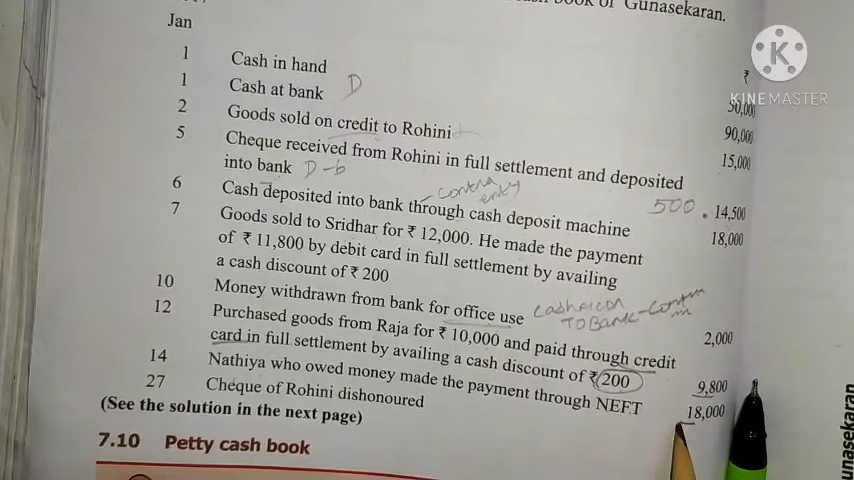 cash book of Gunasekaran.
Jan
₹
1 Cash in hand 50,000
1 Cash at bank D 90,000
2 Goods sold on credit to Rohini 15,000
5 Cheque received from Rohini in full settlement and deposited
into bank D-b 500 14,500
contra
entry
6 Cash deposited into bank through cash deposit machine 18,000
7 Goods sold to Sridhar for ₹ 12,000. He made the payment
of ₹ 11,800 by debit card in full settlement by availing
a cash discount of ₹ 200
10 Money withdrawn from bank for office use 2,000
To Bank
12 Purchased goods from Raja for ₹ 10,000 and paid through credit
card in full settlement by availing a cash discount of ₹ 200 9,800
14 Nathiya who owed money made the payment through NEFT 18,000
27 Cheque of Rohini dishonoured
(See the solution in the next page)
7.10 Petty cash book
KINEMASTER
unasekaran